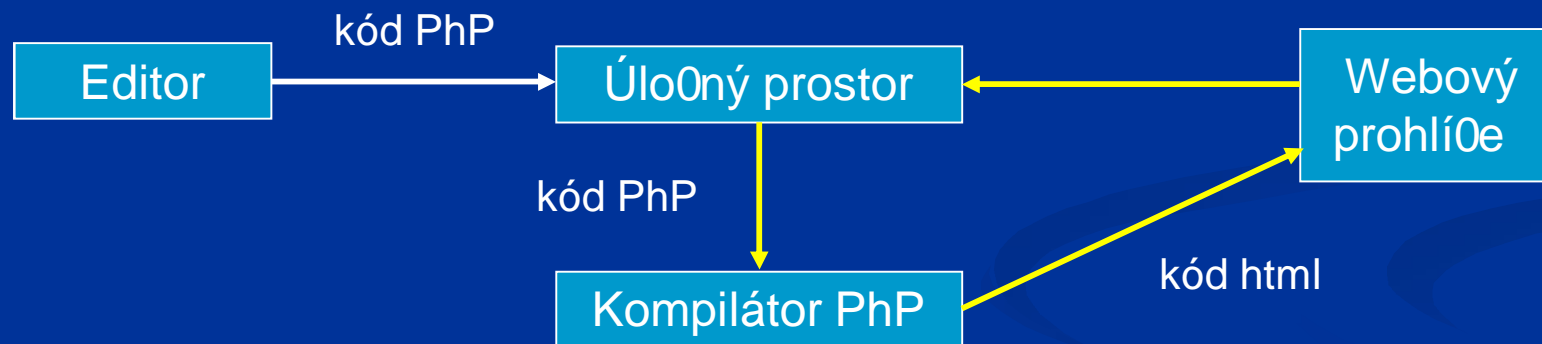 kód PhP
Editor
Úlo0ný prostor
Webový
prohlí0e
kód PhP
kód html
Kompilátor PhP